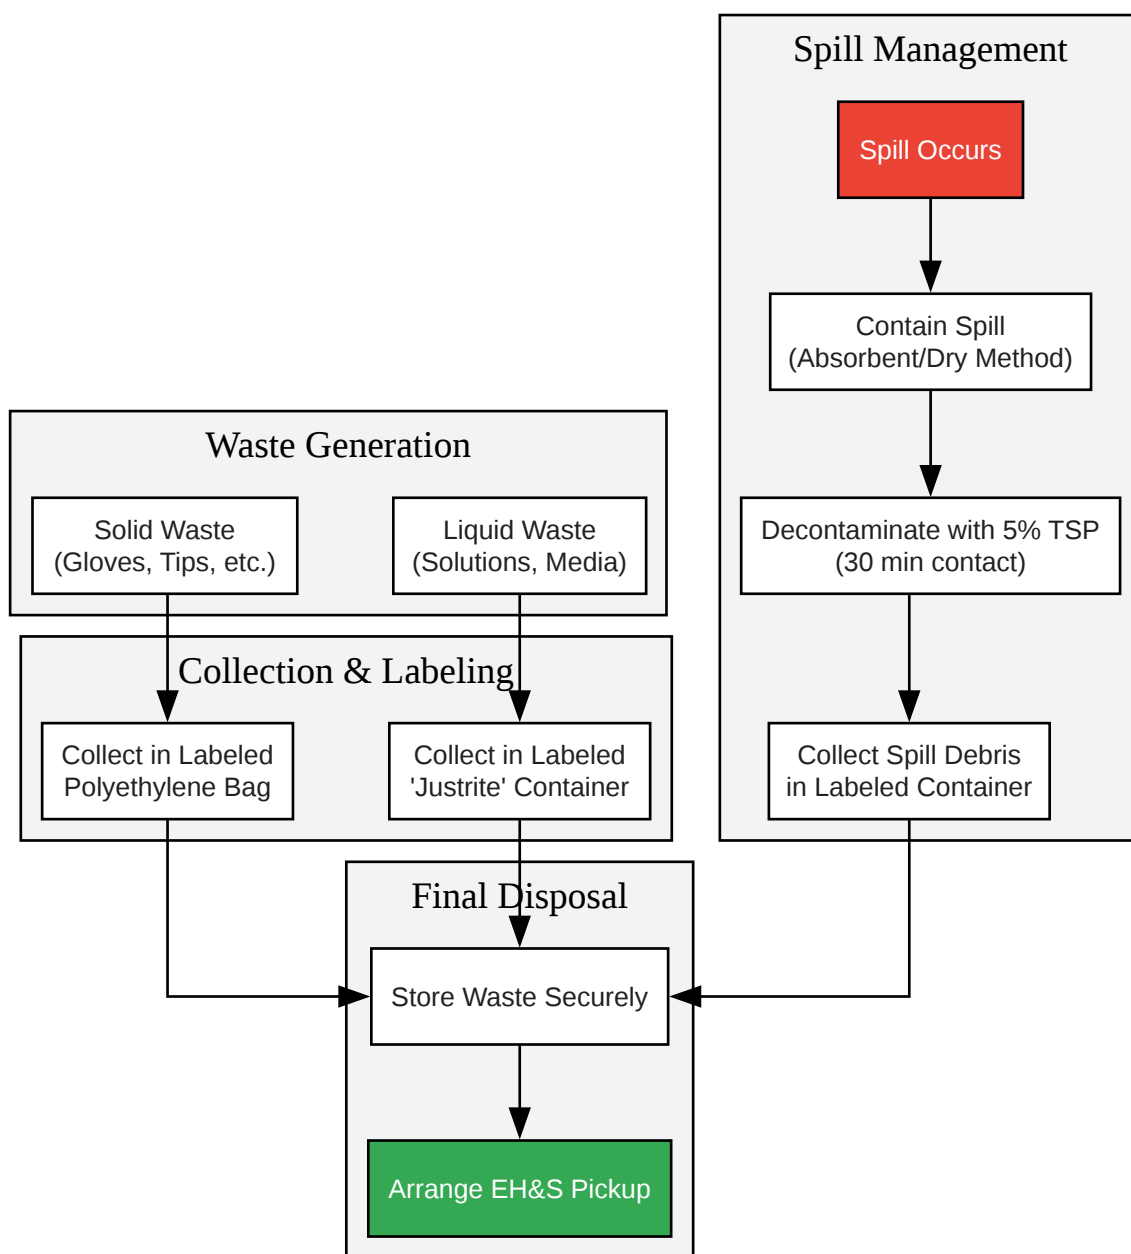 Spill Management
Spill Occurs
Contain Spill
(Absorbent/Dry Method)
Waste Generation
Solid Waste
(Gloves, Tips, etc.)
Liquid Waste
(Solutions, Media)
Decontaminate with 5% TSP
(30 min contact)
Collection & Labeling
Collect in Labeled
Polyethylene Bag
Collect in Labeled
'Justrite' Container
Collect Spill Debris
in Labeled Container
Final Disposal
Store Waste Securely
Arrange EH&S Pickup